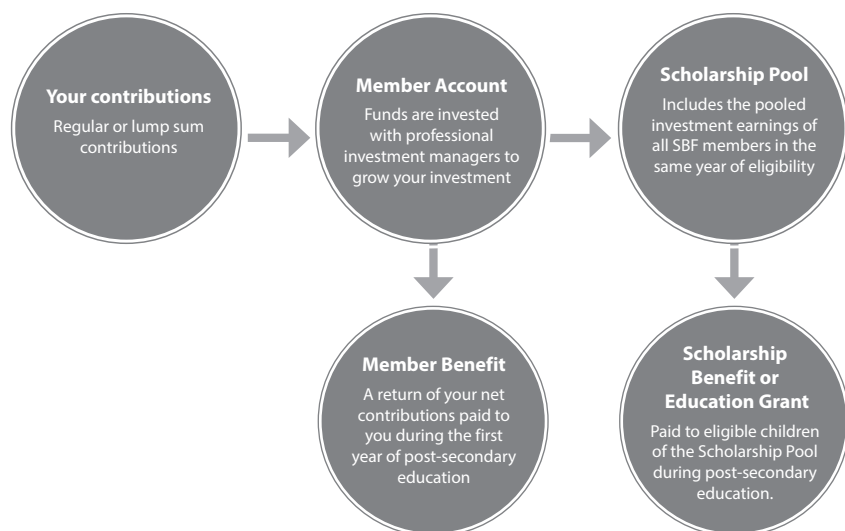 Your contributions
Regular or lump sum
contributions
Member Account
Funds are invested
with professional
investment managers to
grow your investment
Scholarship Pool
Includes the pooled
investment earnings of
all SBF members in the
same year of eligibility
Member Benefit
A return of your net
contributions paid to
you during the first
year of post-secondary
education
Scholarship
Benefit or
Education Grant
Paid to eligible children
of the Scholarship Pool
during post-secondary
education.